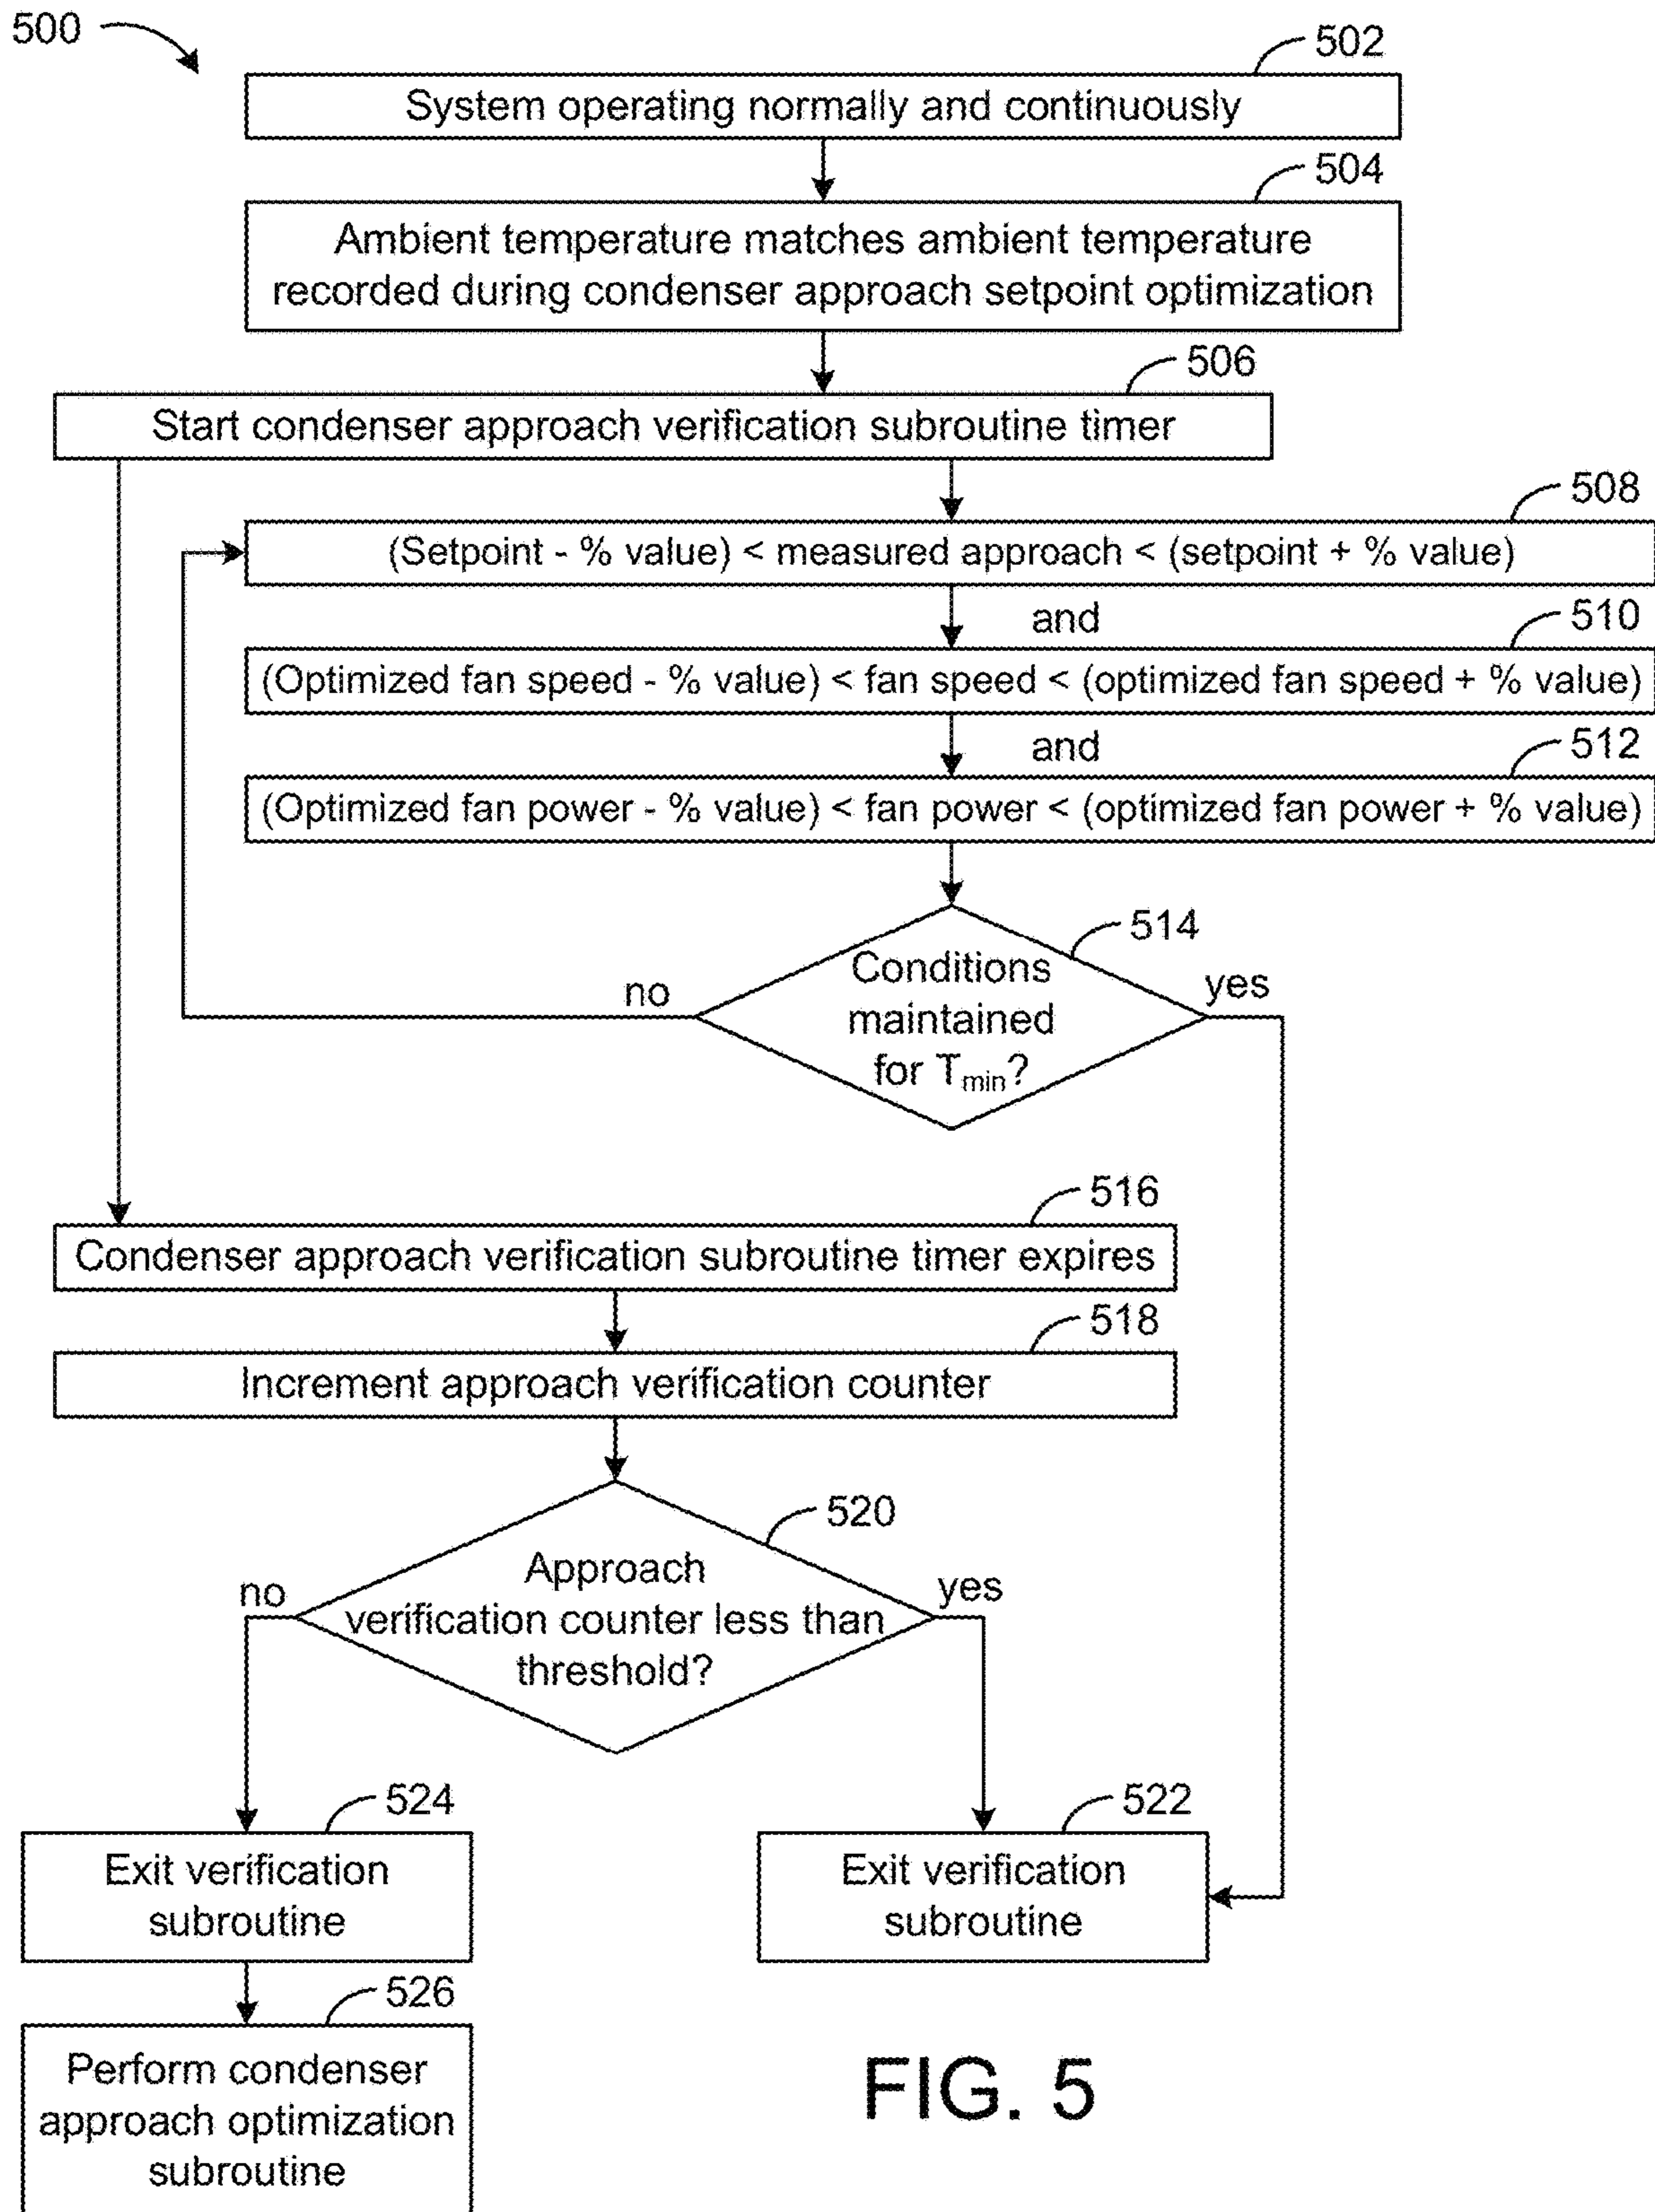 500
502
System operating normally and continuously
504
Ambient temperature matches ambient temperature
recorded during condenser approach setpoint optimization
506
Start condenser approach verification subroutine timer
508
(Setpoint - % value) < measured approach < (setpoint + % value)
and
510
(Optimized fan speed - % value) < fan speed < (optimized fan speed + % value)
and
512
(Optimized fan power - % value) < fan power < (optimized fan power + % value)
514
Conditions
maintained
for Tmin?
no
yes
516
Condenser approach verification subroutine timer expires
518
Increment approach verification counter
520
Approach
verification counter less than
threshold?
no
yes
524
Exit verification
subroutine
522
Exit verification
subroutine
526
Perform condenser
approach optimization
subroutine
FIG. 5